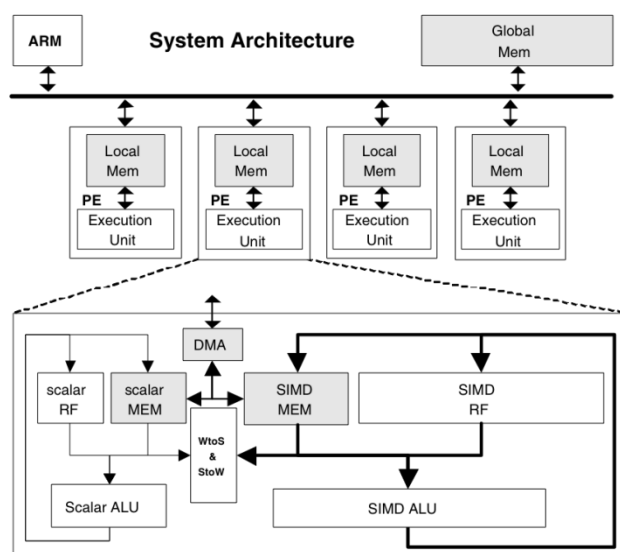 System Architecture
ARM
Global
Mem
Local
Mem
PE
Execution
Unit
Local
Mem
PE
Execution
Unit
Local
Mem
PE
Execution
Unit
Local
Mem
PE
Execution
Unit
DMA
scalar
RF
scalar
MEM
SIMD
MEM
SIMD
RF
WtoS
&
StoW
Scalar ALU
SIMD ALU